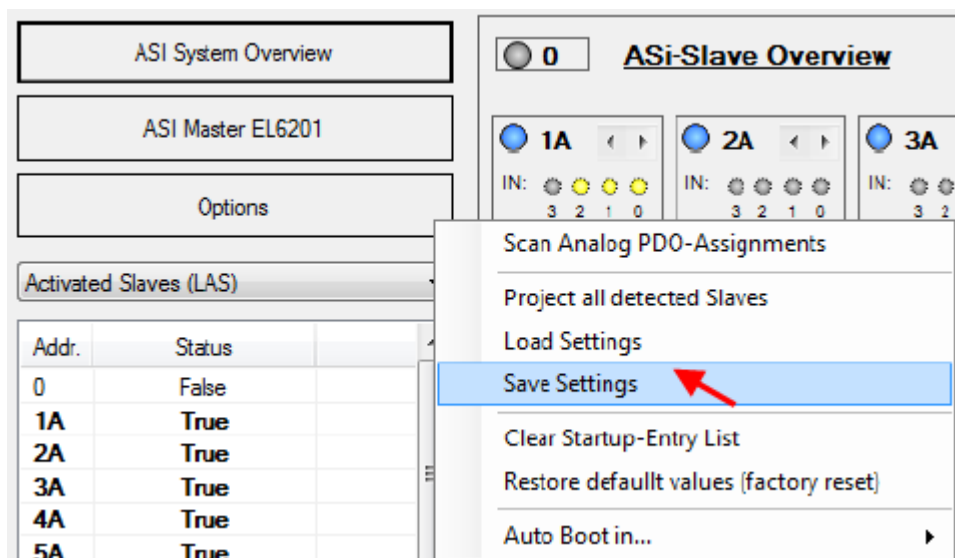 ASI System Overview
ASI Master EL6201
Options
Activated Slaves (LAS)
Addr. Status
0 False
1A True
2A True
3A True
4A True
5A True
0 ASi-Slave Overview
1A
IN:
3 2 1 0
2A
IN:
3 2 1 0
3A
IN:
3 2
Scan Analog PDO-Assignments
Project all detected Slaves
Load Settings
Save Settings
Clear Startup-Entry List
Restore defaullt values (factory reset)
Auto Boot in...